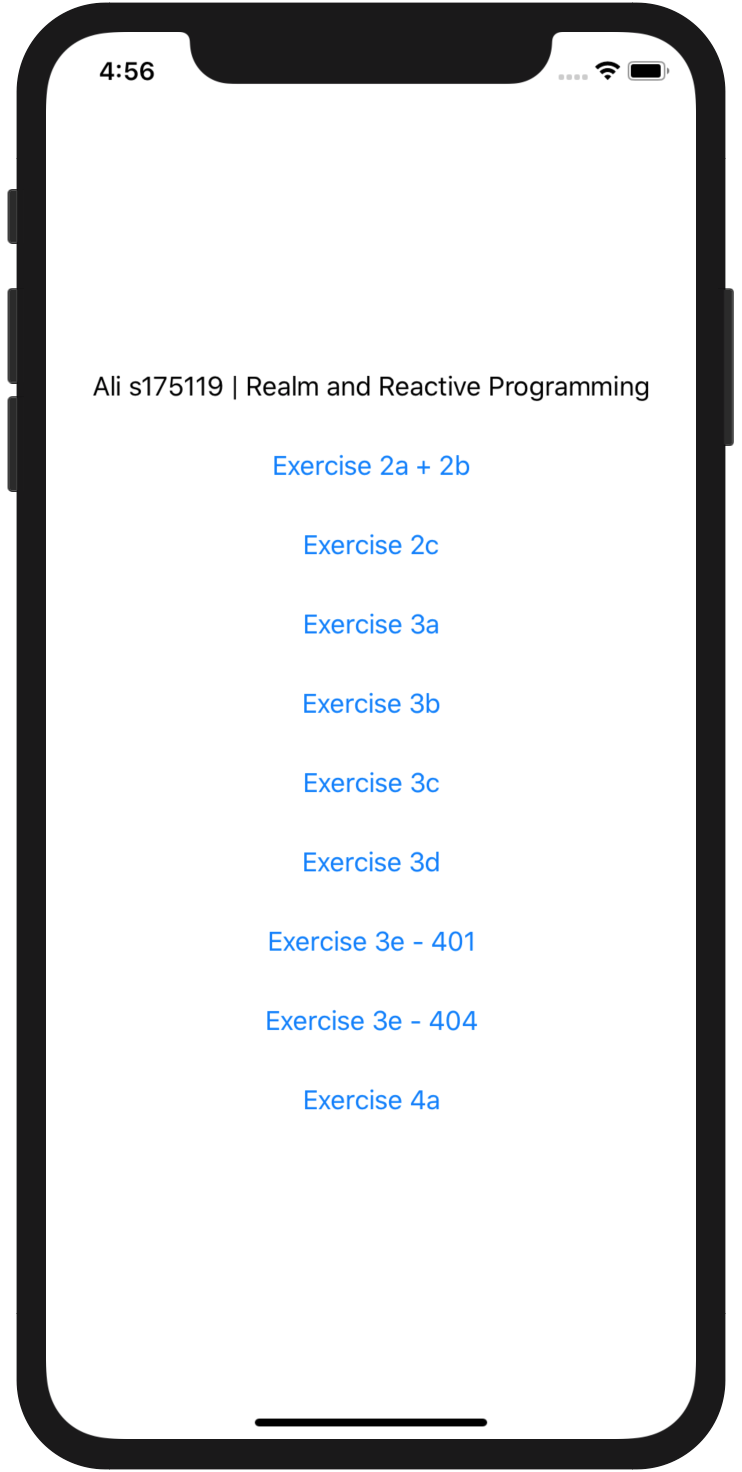 4:56
Ali s175119 | Realm and Reactive Programming
Exercise 2a + 2b
Exercise 2c
Exercise 3a
Exercise 3b
Exercise 3c
Exercise 3d
Exercise 3e - 401
Exercise 3e - 404
Exercise 4a